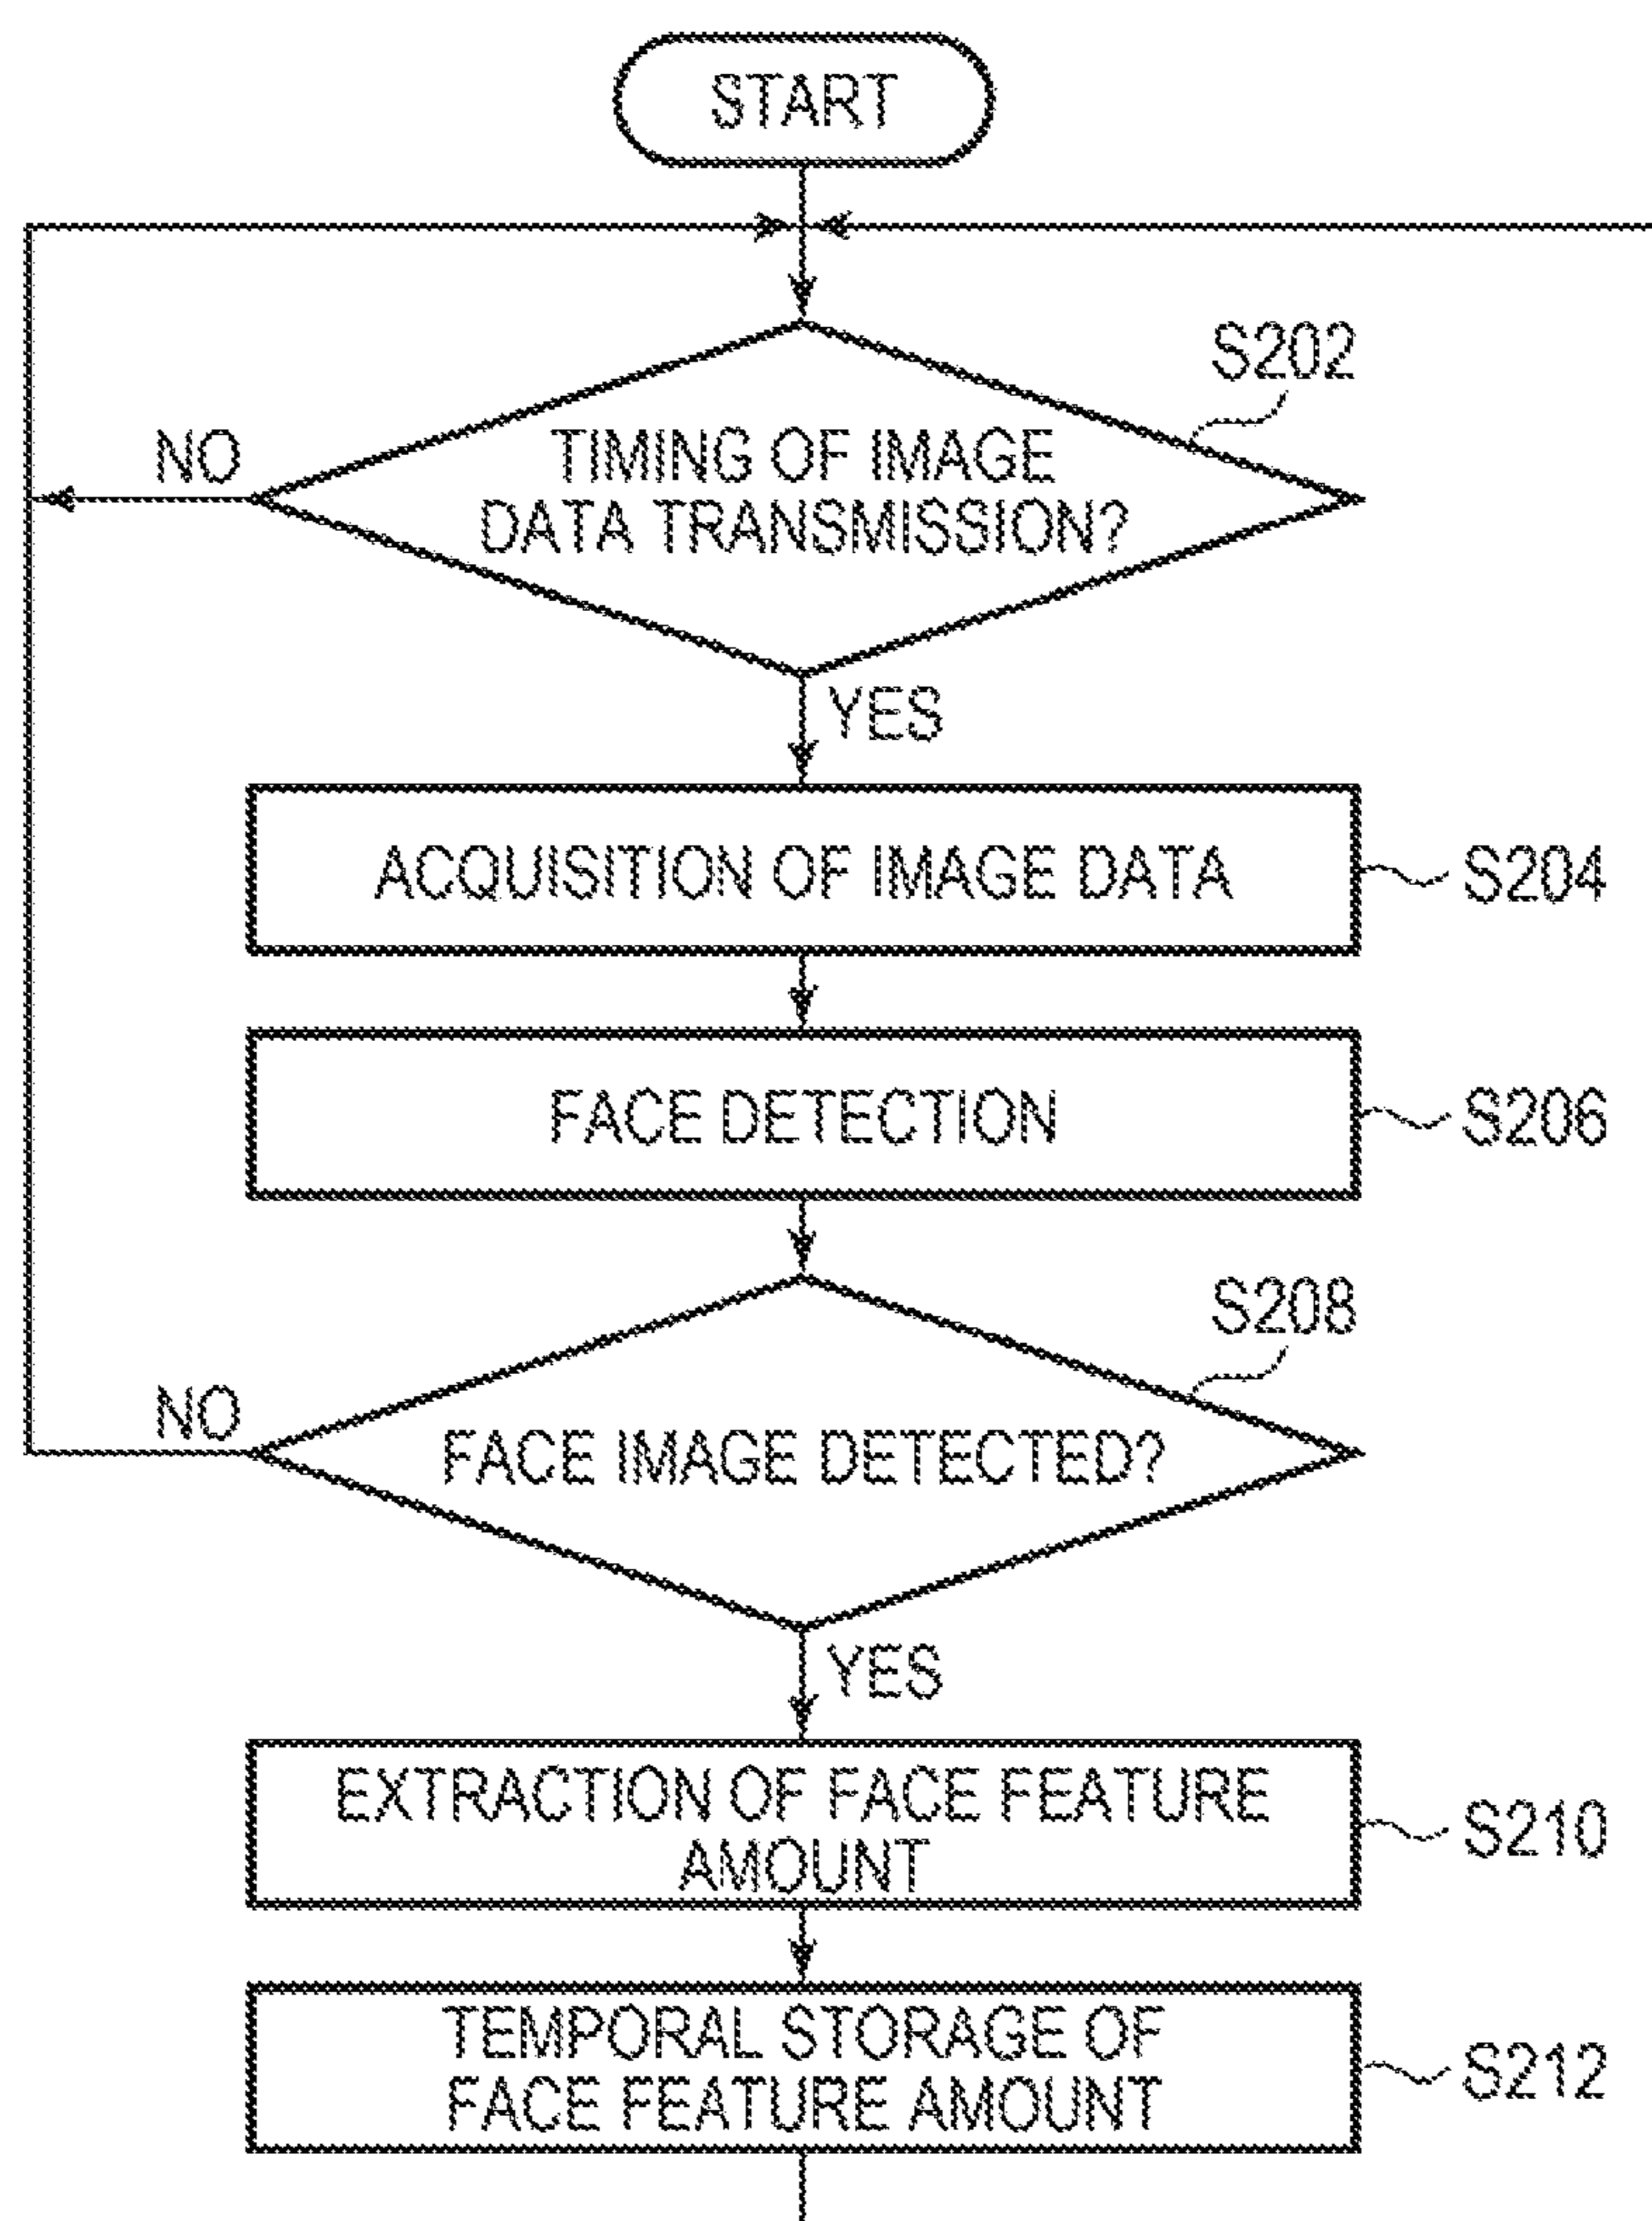 START
S202
NO
TIMING OF IMAGE
DATA TRANSMISSION?
YES
ACQUISITION OF IMAGE DATA
S204
FACE DETECTION
S206
S208
NO
FACE IMAGE DETECTED?
YES
EXTRACTION OF FACE FEATURE
AMOUNT
S210
TEMPORAL STORAGE OF
FACE FEATURE AMOUNT
S212